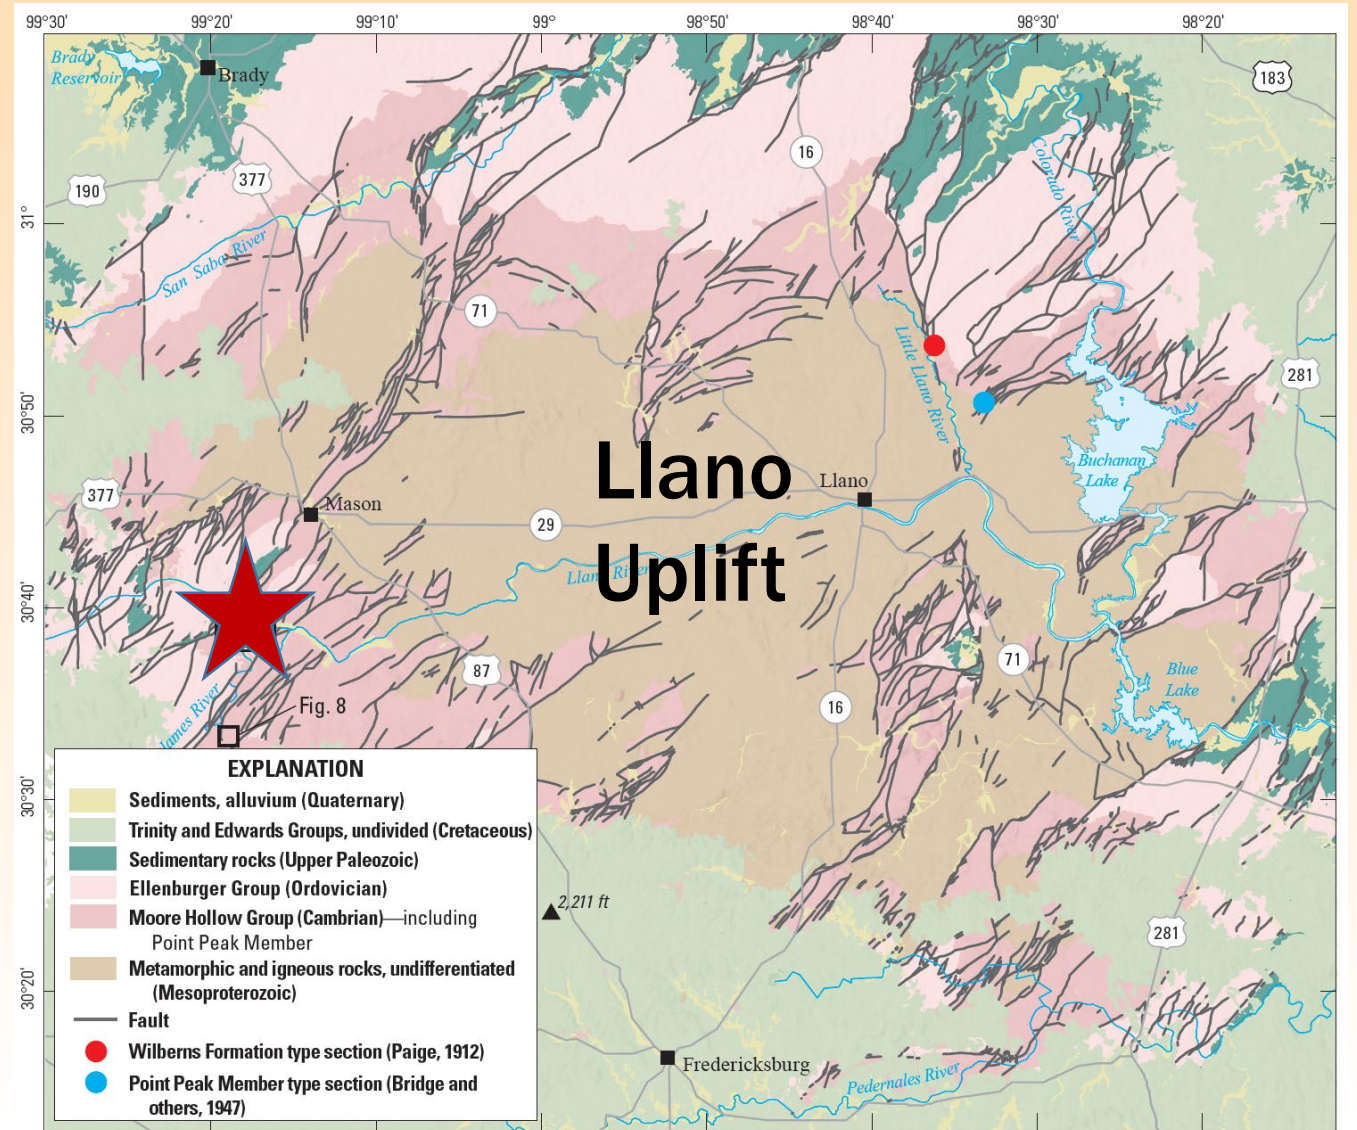 99°30'
99°20'
99°10'
99°
98°50'
98°40'
98°30'
98°20'
Brady
Reservoir
Brady
183
16
190
377
Colorado River
31°
San Saba River
71
Little Llano River
281
30°50'
Llano
Uplift
Buchanan
Lake
Llano
377
Mason
29
Llano River
30°40'
87
71
Blue
Lake
James River
Fig. 8
16
EXPLANATION
Sediments, alluvium (Quaternary)
Trinity and Edwards Groups, undivided (Cretaceous)
Sedimentary rocks (Upper Paleozoic)
Ellenburger Group (Ordovician)
Moore Hollow Group (Cambrian)—including
Point Peak Member
Metamorphic and igneous rocks, undifferentiated
(Mesoproterozoic)
Fault
Wilberns Formation type section (Paige, 1912)
Point Peak Member type section (Bridge and
others, 1947)
30°30'
2,211 ft
281
30°20'
Fredericksburg
Pedernales River